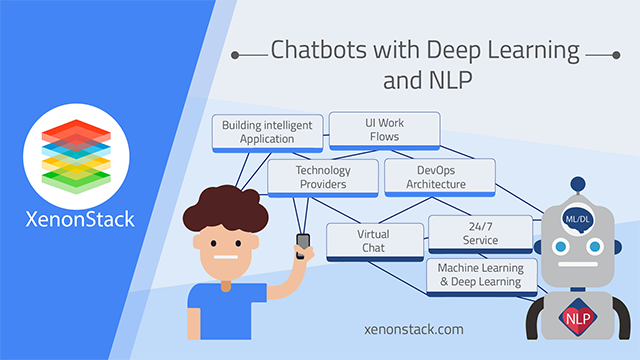 XenonStack
Chatbots with Deep Learning
and NLP
Building intelligent
Application
UI Work
Flows
Technology
Providers
DevOps
Architecture
Virtual
Chat
24/7
Service
Machine Learning
& Deep Learning
ML/DL
NLP
xenonstack.com